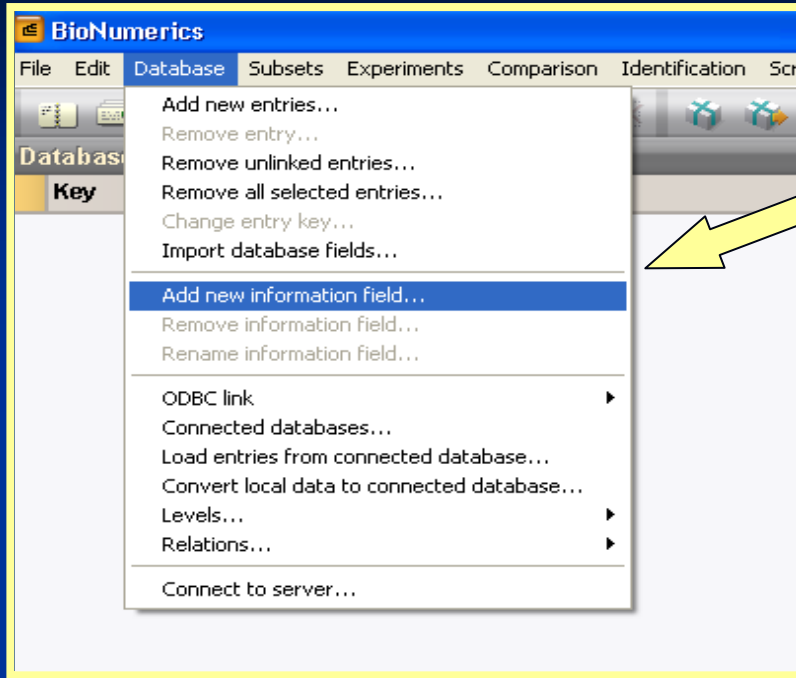 BioNumerics
File Edit Database Subsets Experiments Comparison Identification Scr
Add new entries...
Remove entry...
Databas
Remove unlinked entries...
Key
Remove all selected entries...
Change entry key...
Import database fields...
Add new information field...
Remove information field...
Rename information field...
ODBC link
Connected databases...
Load entries from connected database...
Convert local data to connected database...
Levels...
Relations...
Connect to server...